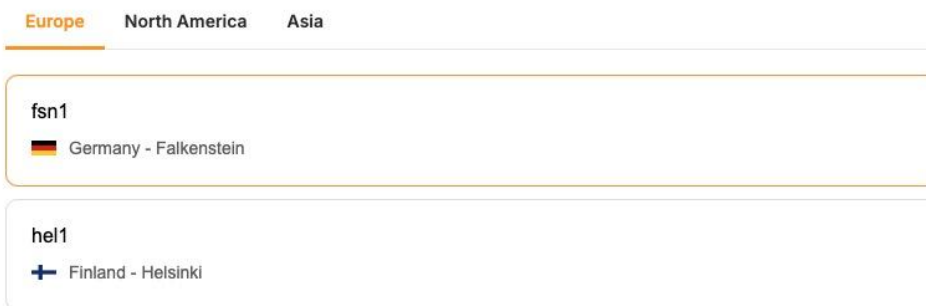 Europe North America Asia
fsn1
Germany - Falkenstein
hel1
Finland - Helsinki